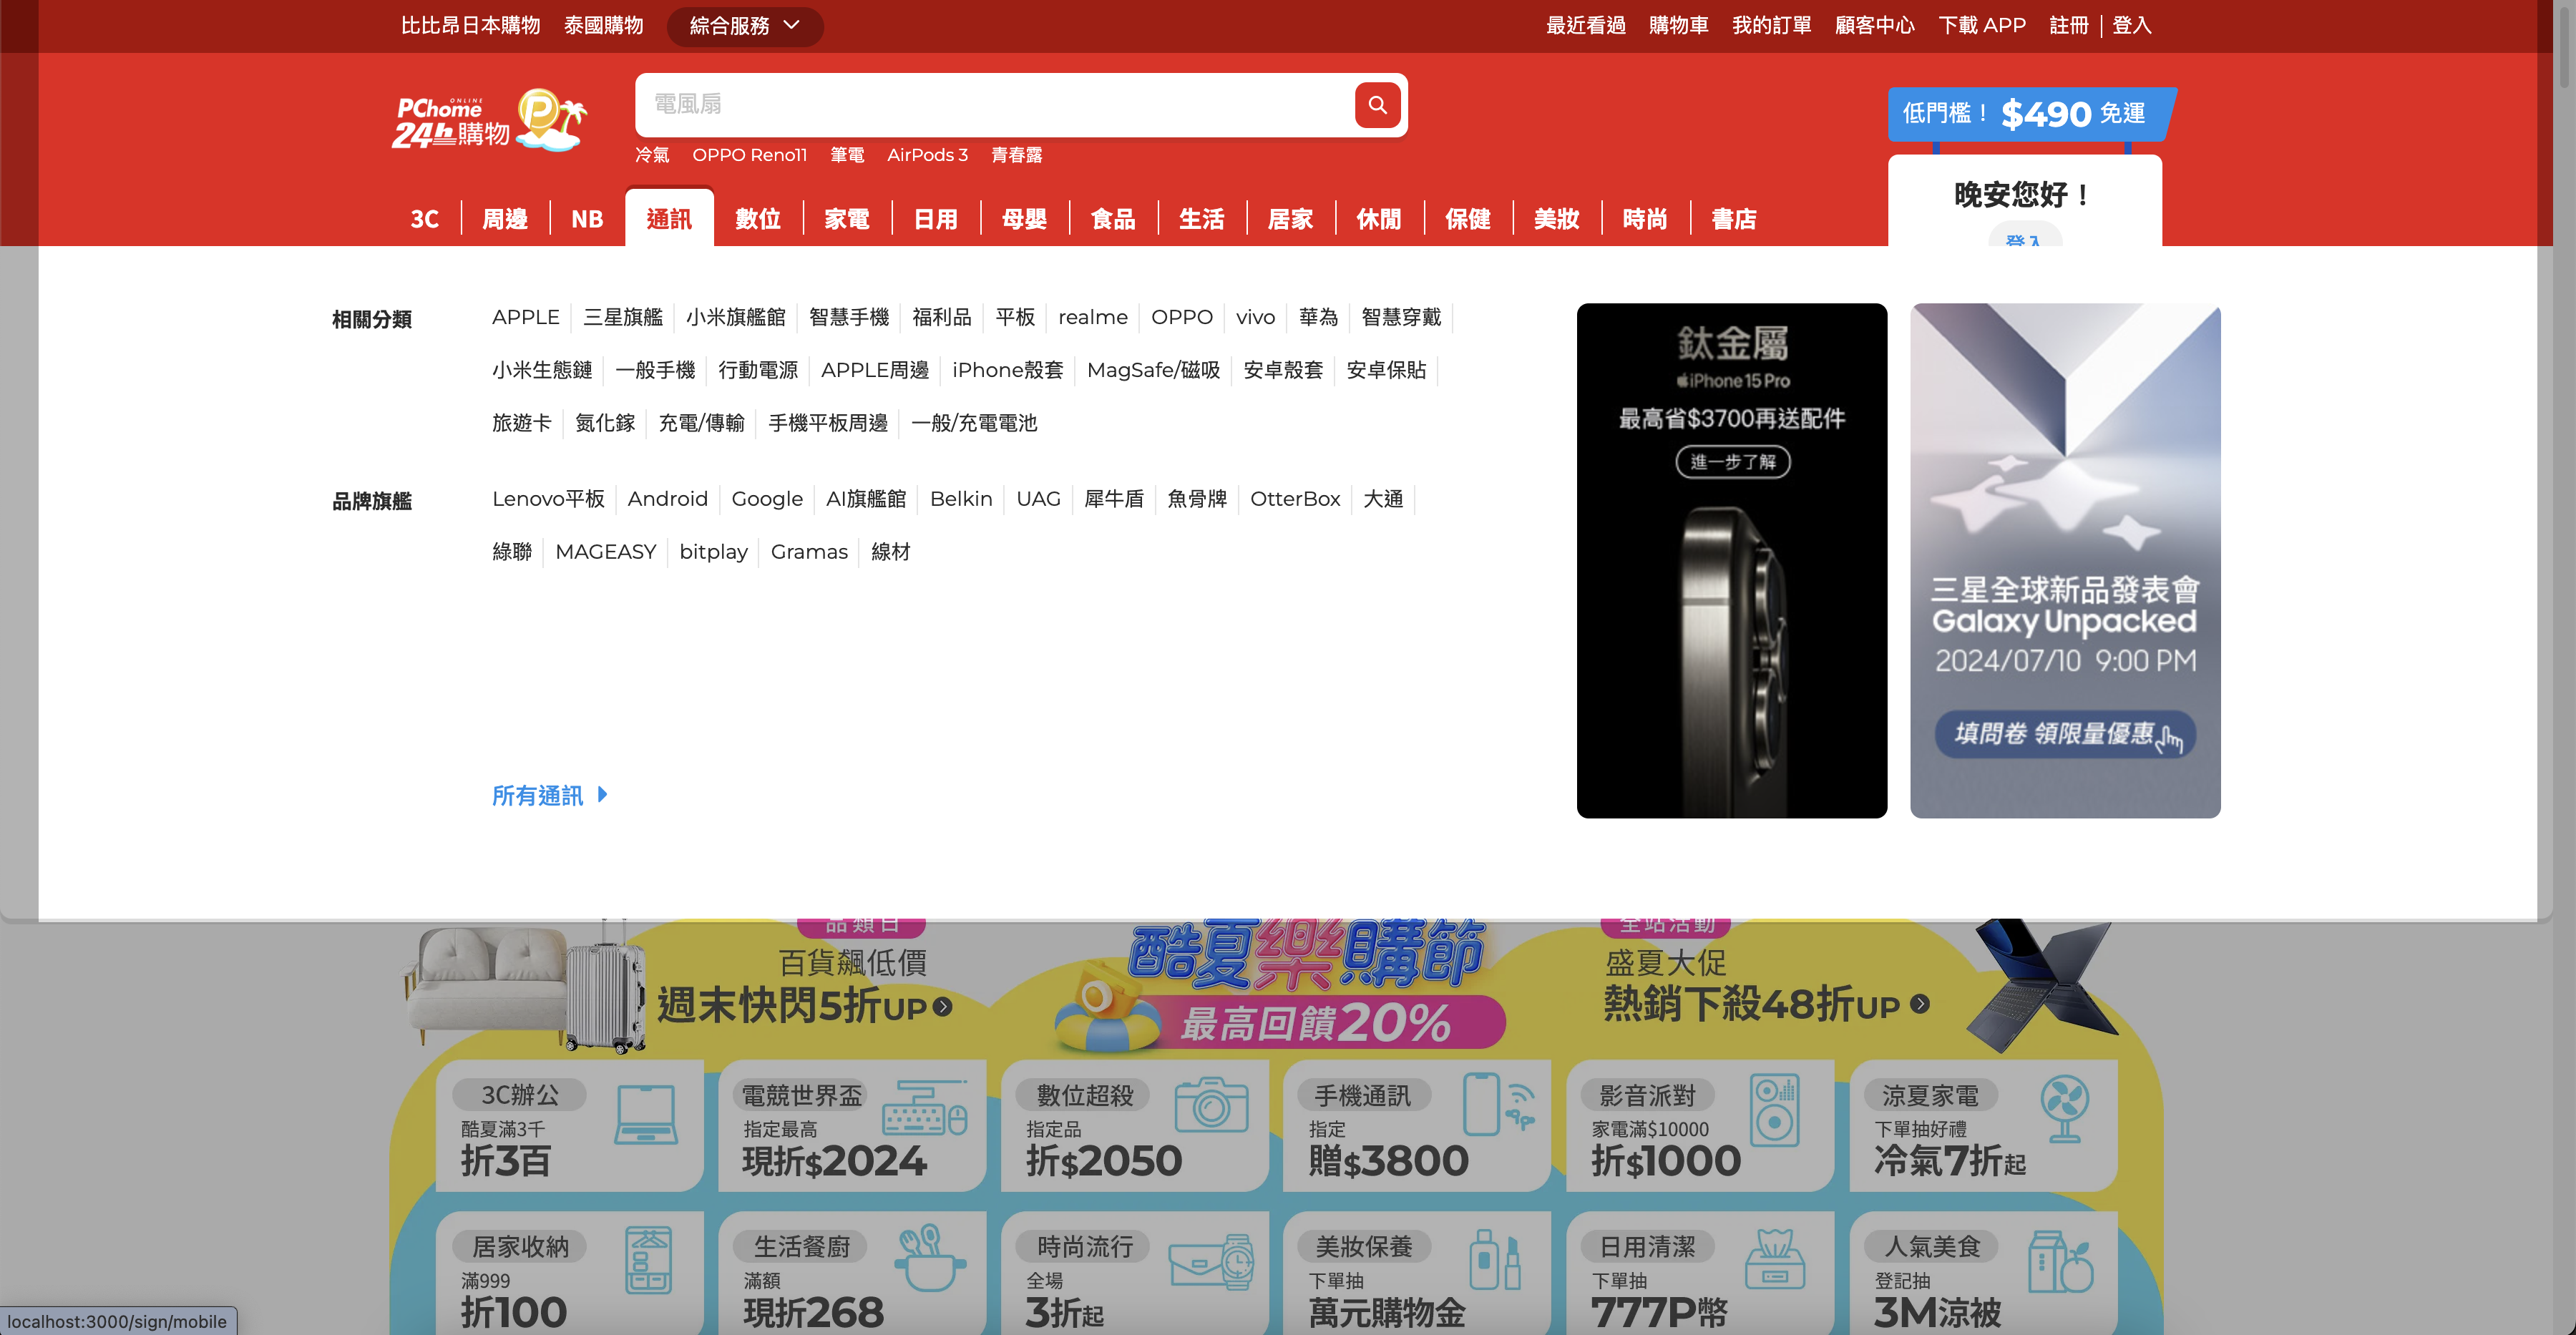 比比昂日本購物 泰國購物 綜合服務 最近看過 購物車 我的訂單 顧客中心 下載 APP 註冊 | 登入
PChome ONLINE
24h購物
電風扇
低門檻！ $490 免運
冷氣 OPPO Reno11 筆電 AirPods 3 青春露
晚安您好！
登入
3C 周邊 NB 通訊 數位 家電 日用 母嬰 食品 生活 居家 休閒 保健 美妝 時尚 書店
相關分類
APPLE 三星旗艦 小米旗艦館 智慧手機 福利品 平板 realme OPPO vivo 華為 智慧穿戴
小米生態鏈 一般手機 行動電源 APPLE周邊 iPhone殼套 MagSafe/磁吸 安卓殼套 安卓保貼
旅遊卡 氮化鎵 充電/傳輸 手機平板周邊 一般/充電電池
品牌旗艦
Lenovo平板 Android Google AI旗艦館 Belkin UAG 犀牛盾 魚骨牌 OtterBox 大通
綠聯 MAGEASY bitplay Gramas 線材
所有通訊
鈦金屬
iPhone 15 Pro
最高省$3700再送配件
進一步了解
三星全球新品發表會
Galaxy Unpacked
2024/07/10 9:00 PM
填問卷 領限量優惠
品類日
百貨飆低價
週末快閃5折UP
酷夏樂購節
最高回饋20%
全站活動
盛夏大促
熱銷下殺48折UP
3C辦公
酷夏滿3千
折3百
電競世界盃
指定最高
現折$2024
數位超殺
指定品
折$2050
手機通訊
指定
贈$3800
影音派對
家電滿$10000
折$1000
涼夏家電
下單抽好禮
冷氣7折起
居家收納
滿999
折100
生活餐廚
滿額
現折268
時尚流行
全場
3折起
美妝保養
下單抽
萬元購物金
日用清潔
下單抽
777P幣
人氣美食
登記抽
3M涼被
localhost:3000/sign/mobile